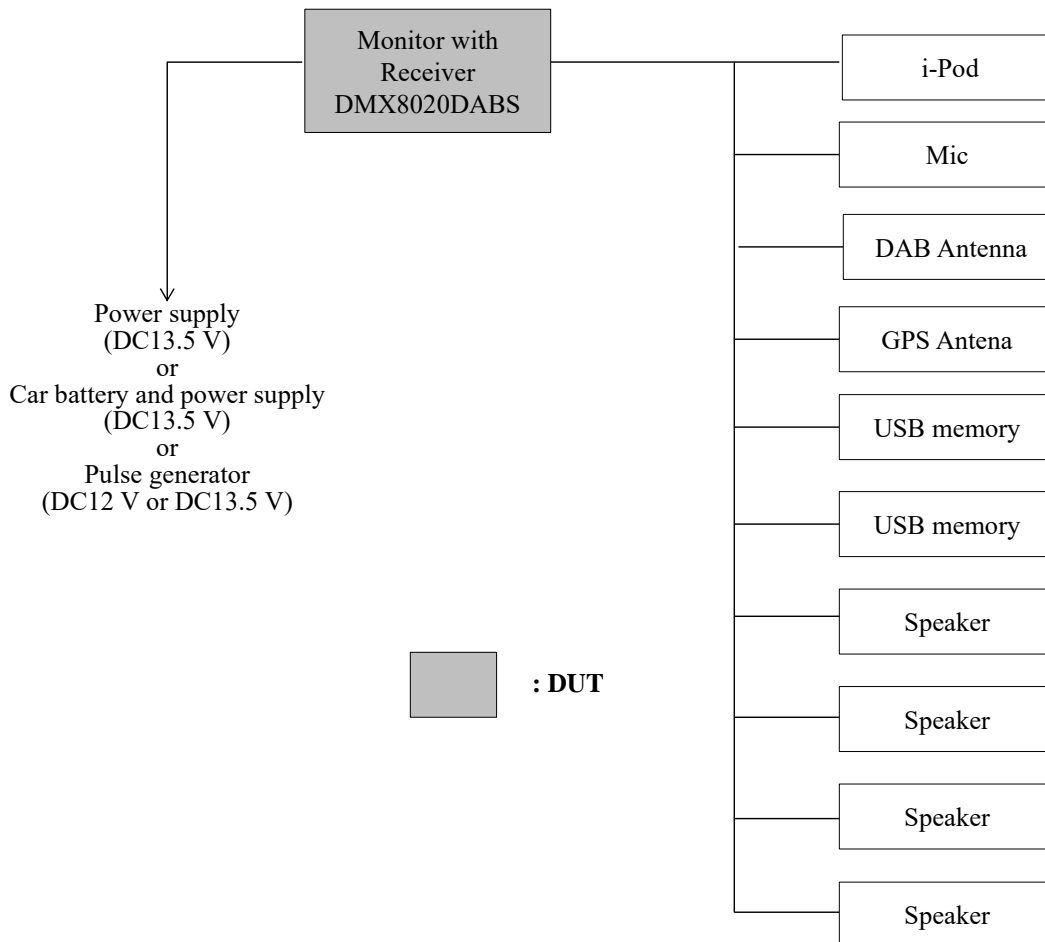 Monitor with
Receiver
DMX8020DABS
i-Pod
Mic
DAB Antenna
GPS Antena
USB memory
USB memory
Speaker
Speaker
Speaker
Speaker
Power supply
(DC13.5 V)
or
Car battery and power supply
(DC13.5 V)
or
Pulse generator
(DC12 V or DC13.5 V)
: DUT